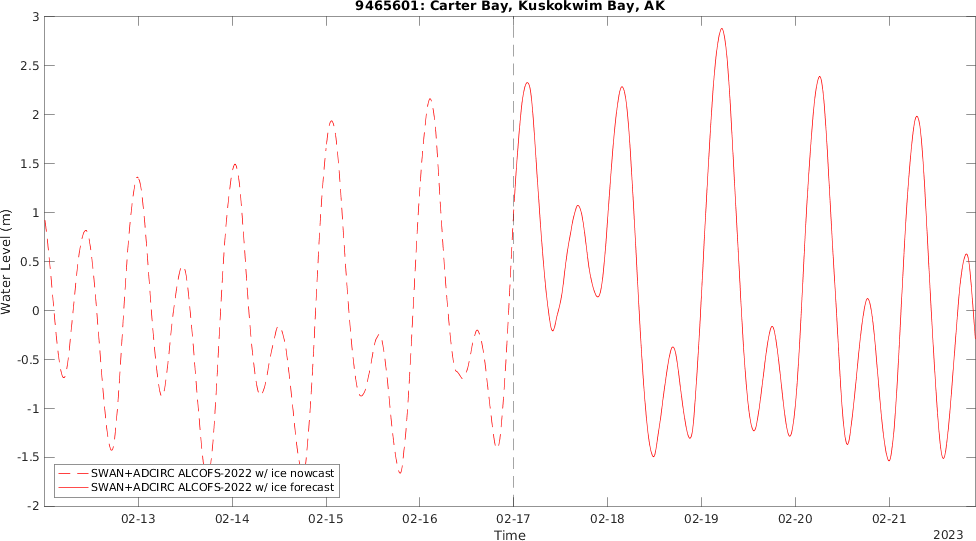 9465601: Carter Bay, Kuskokwim Bay, AK
3
2.5
2
1.5
1
0.5
0
-0.5
-1
-1.5
-2
Water Level (m)
SWAN+ADCIRC ALCOFS-2022 w/ ice nowcast
SWAN+ADCIRC ALCOFS-2022 w/ ice forecast
02-13 02-14 02-15 02-16 02-17 02-18 02-19 02-20 02-21
Time
2023